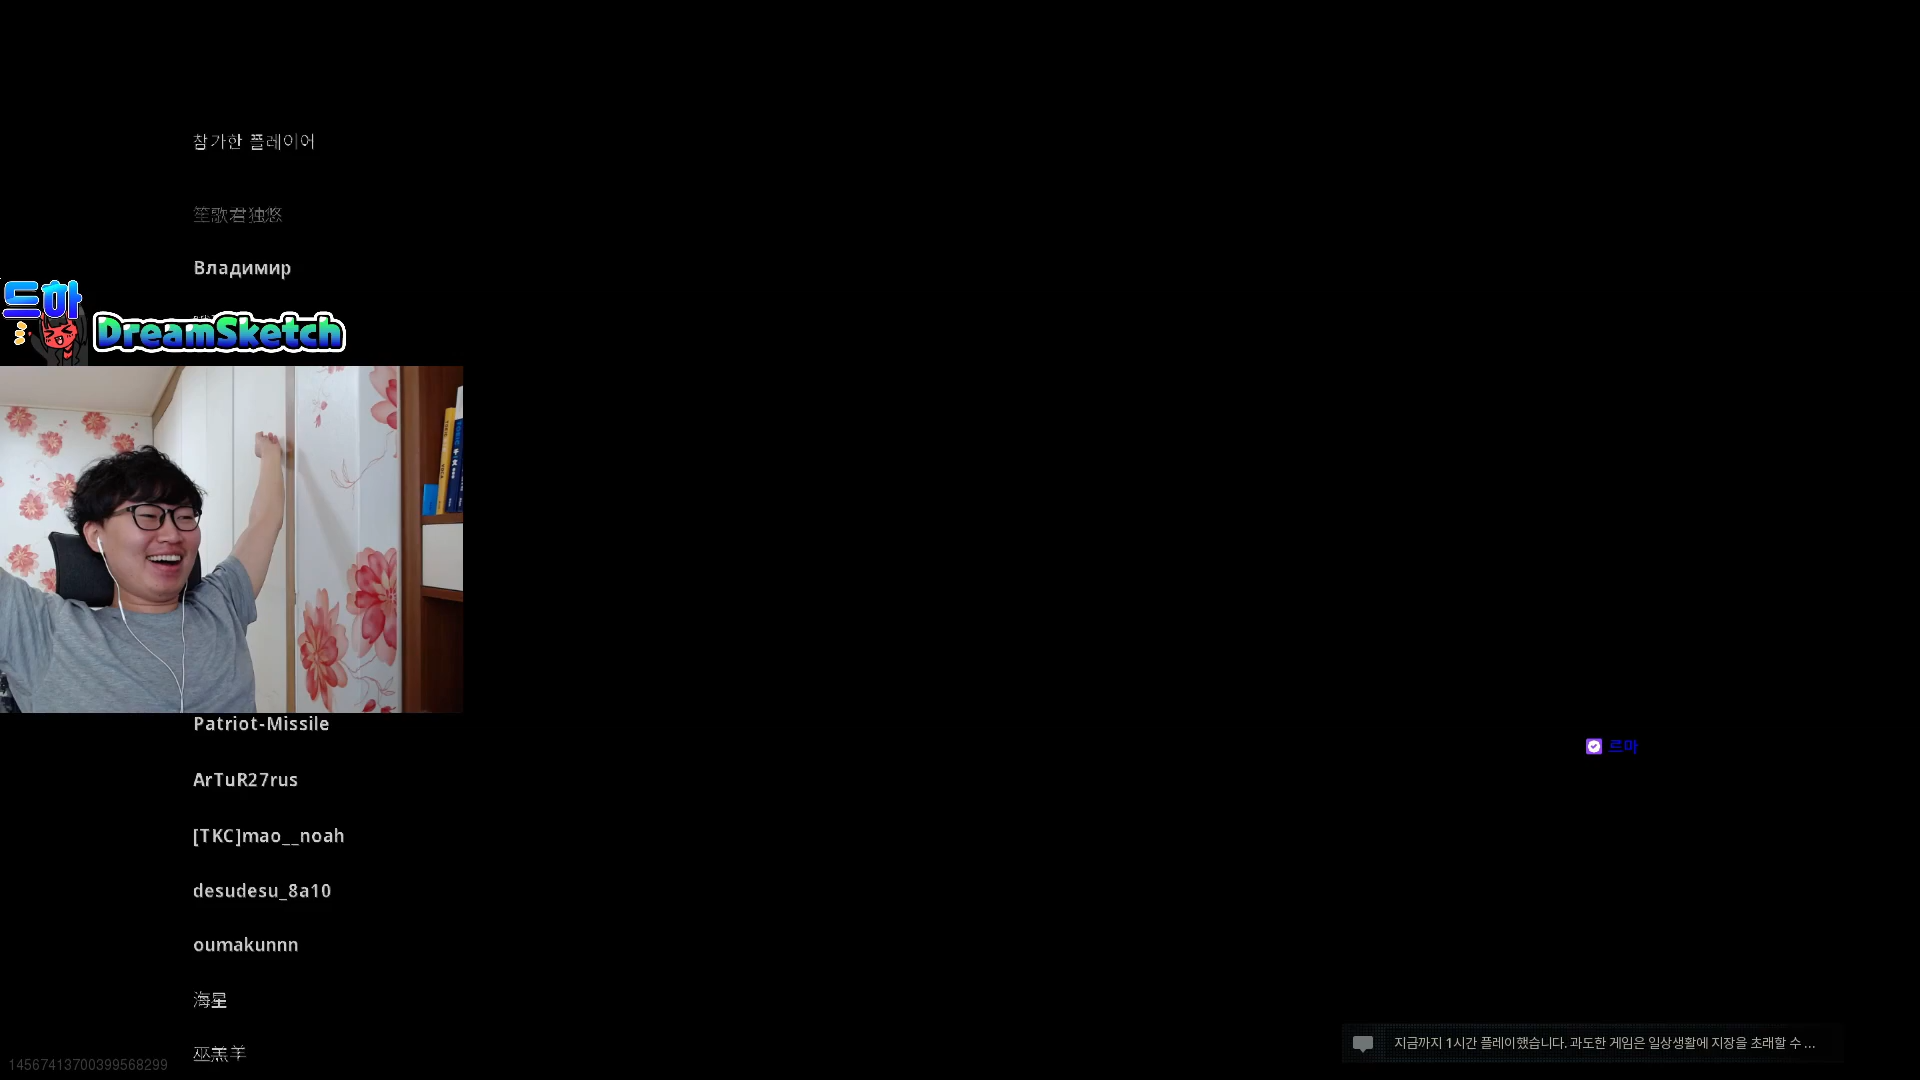 참가한 플레이어
笙歌君独悠
Владимир
드하
DreamSketch
Patriot-Missile
ArTuR27rus
[TKC]mao__noah
desudesu_8a10
oumakunnn
海星
巫羔羊
르마
14567413700399568299
지금까지 1시간 플레이했습니다. 과도한 게임은 일상생활에 지장을 초래할 수 ...